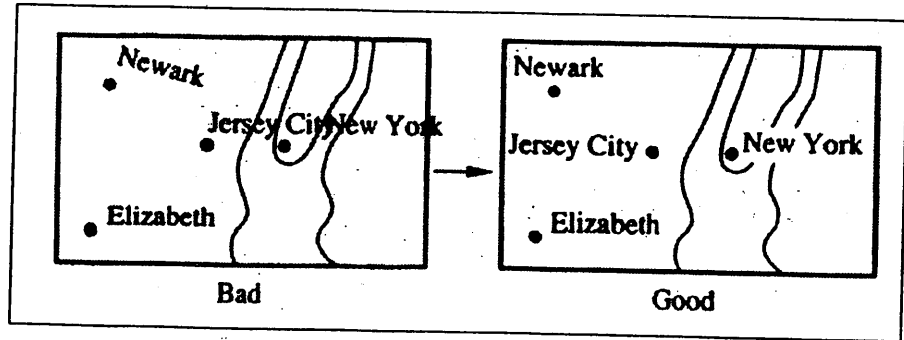 Newark
Jersey City New York
Elizabeth
Bad
Newark
Jersey City
New York
Elizabeth
Good